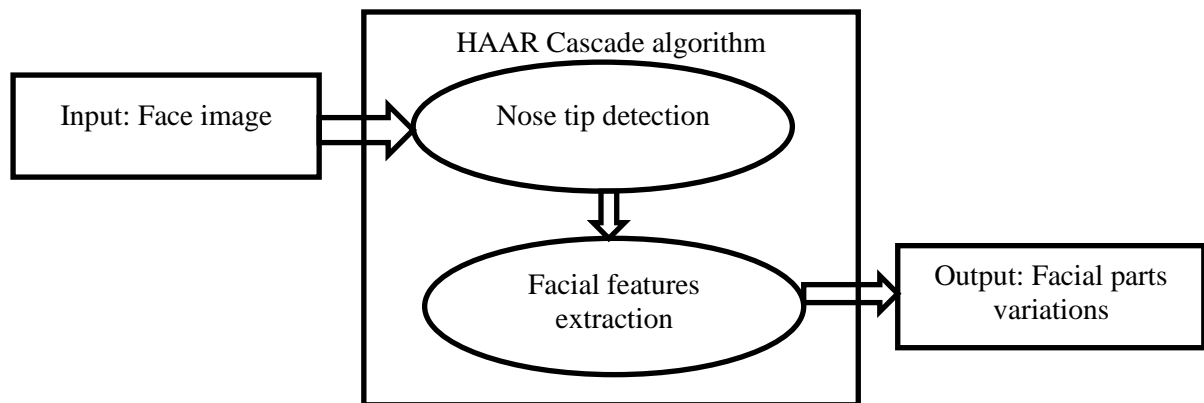 HAAR Cascade algorithm
Input: Face image
Nose tip detection
Facial features
extraction
Output: Facial parts
variations